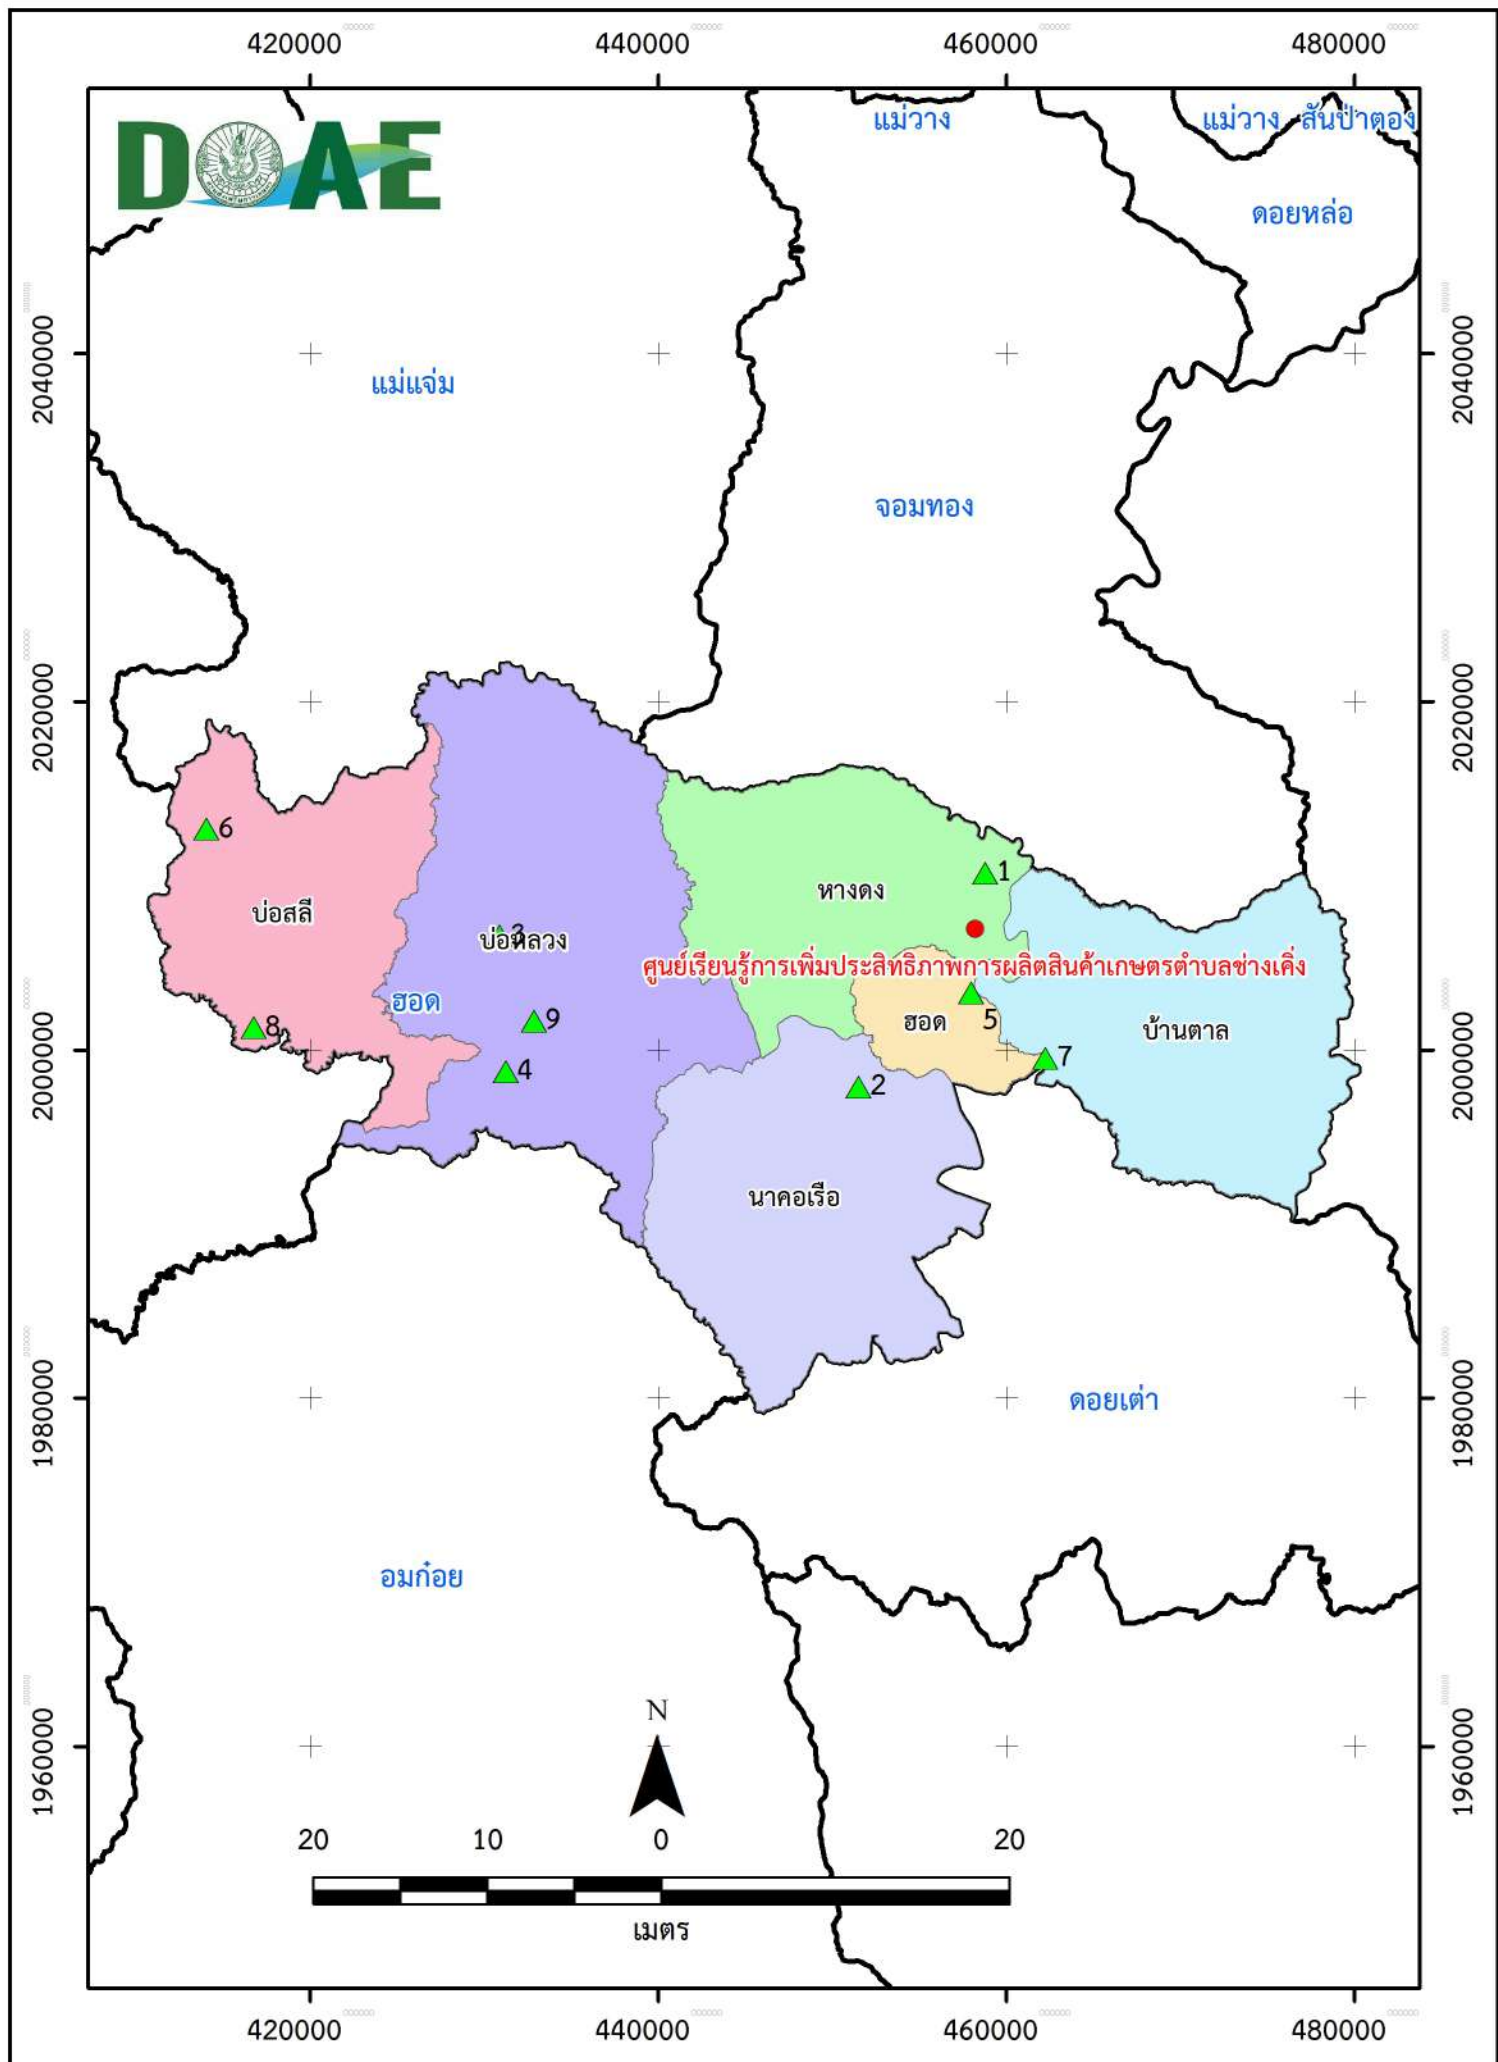 420000 440000 460000 480000
DOAE
แม่วาง
แม่วาง สันป่าตอง
ดอยหล่อ
2040000 2040000
แม่แจ่ม
จอมทอง
2020000 2020000
6
1
หางดง
บ่อสลี
3
บ่อหลวง
ศูนย์เรียนรู้การเพิ่มประสิทธิภาพการผลิตสินค้าเกษตรตำบลช่างเคิ่ง
ฮอด
8
9
ฮอด
5
บ้านตาล
2000000 2000000
4
2
7
นาคอเรือ
1980000 1980000
ดอยเต่า
อมก๋อย
N
1960000 1960000
20 10 0 20
เมตร
420000 440000 460000 480000